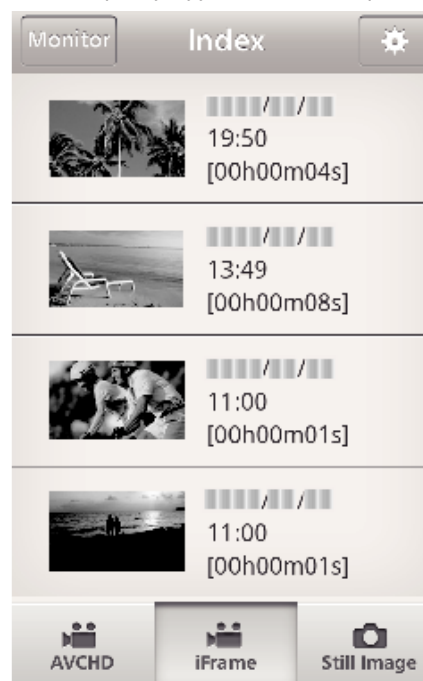 Monitor Index
19:50
[00h00m04s]
13:49
[00h00m08s]
11:00
[00h00m01s]
11:00
[00h00m01s]
AVCHD iFrame Still Image